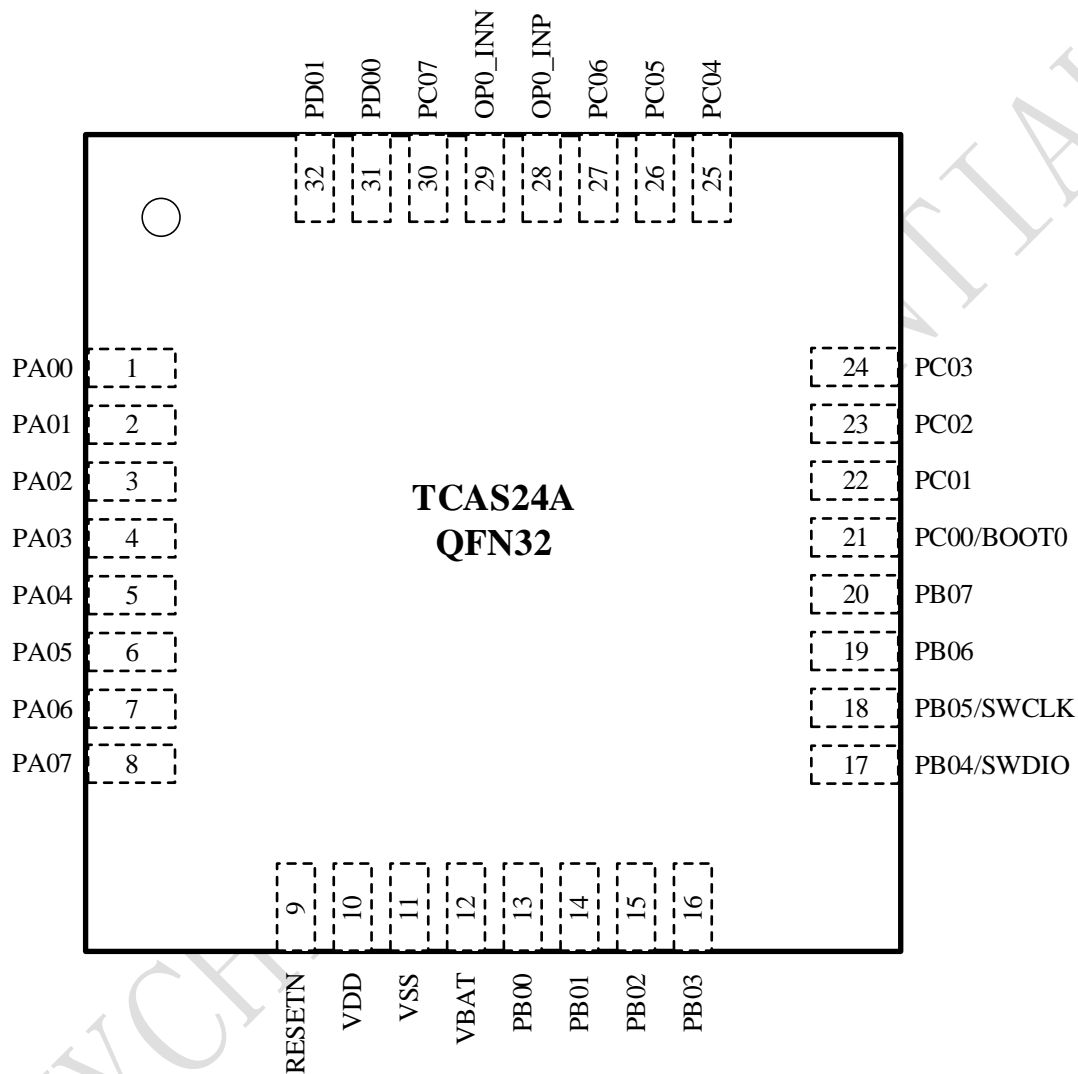 PD01
PD00
PC07
OP0_INN
OP0_INP
PC06
PC05
PC04
32
31
30
29
28
27
26
25
PA00 1
PA01 2
PA02 3
PA03 4
PA04 5
PA05 6
PA06 7
PA07 8
TCAS24A
QFN32
24 PC03
23 PC02
22 PC01
21 PC00/BOOT0
20 PB07
19 PB06
18 PB05/SWCLK
17 PB04/SWDIO
9
10
11
12
13
14
15
16
RESETN
VDD
VSS
VBAT
PB00
PB01
PB02
PB03